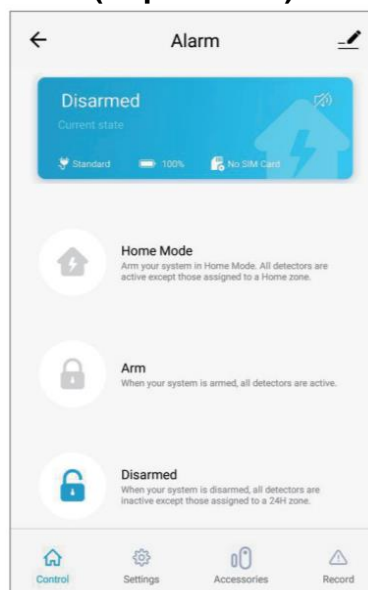 Alarm
Disarmed
Current state
Standard 100% No SIM Card
Home Mode
Arm your system in Home Mode. All detectors are
active except those assigned to a Home zone.
Arm
When your system is armed, all detectors are active.
Disarmed
When your system is disarmed, all detectors are
inactive except those assigned to a 24H zone.
Control Settings Accessories Record